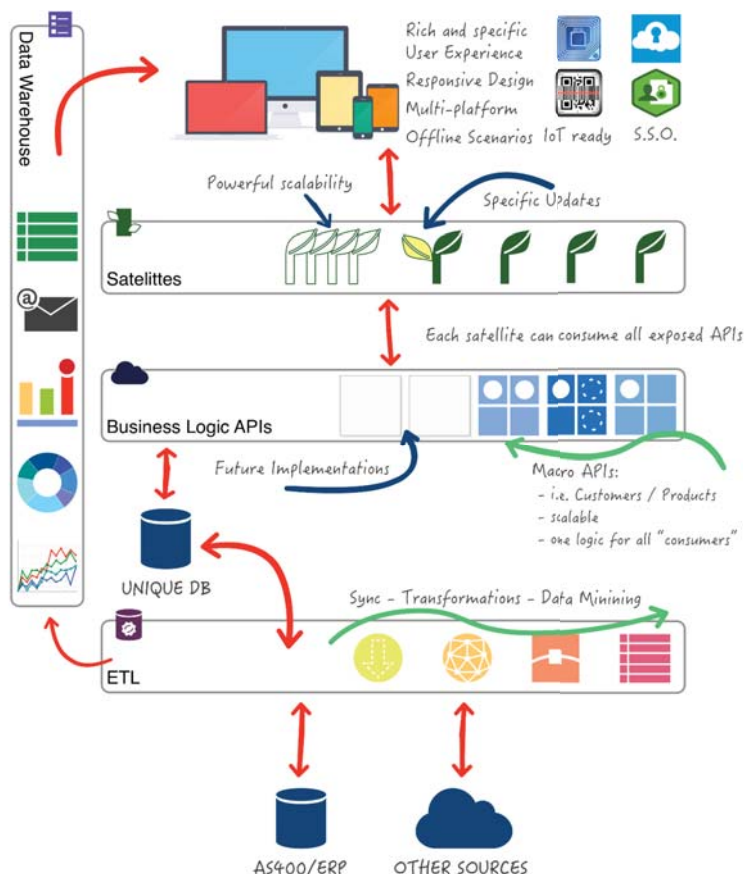 Data Warehouse
Rich and specific
User Experience
Responsive Design
Multi-platform
Offline Scenarios
IoT ready
S.S.O.
Powerful scalability
Specific Updates
Satelittes
Each satellite can consume all exposed APIs
Business Logic APIs
Future Implementations
Macro APIs:
- i.e. Customers / Products
- scalable
- one logic for all "consumers"
UNIQUE DB
Sync - Transformations - Data Minining
ETL
AS400/ERP
OTHER SOURCES
@